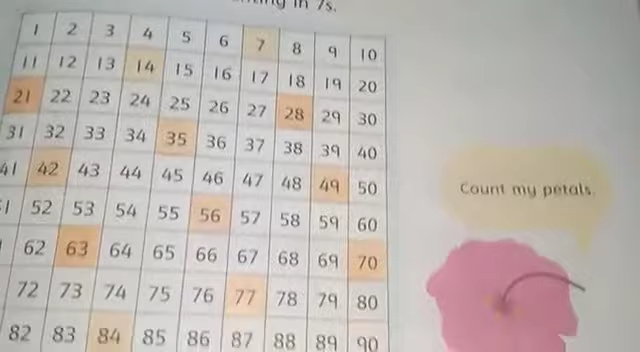 in 7s.
1 2 3 4 5 6 7 8 9 10
11 12 13 14 15 16 17 18 19 20
21 22 23 24 25 26 27 28 29 30
31 32 33 34 35 36 37 38 39 40
41 42 43 44 45 46 47 48 49 50
52 53 54 55 56 57 58 59 60
62 63 64 65 66 67 68 69 70
72 73 74 75 76 77 78 79 80
82 83 84 85 86 87 88 89 90
Count my petals.